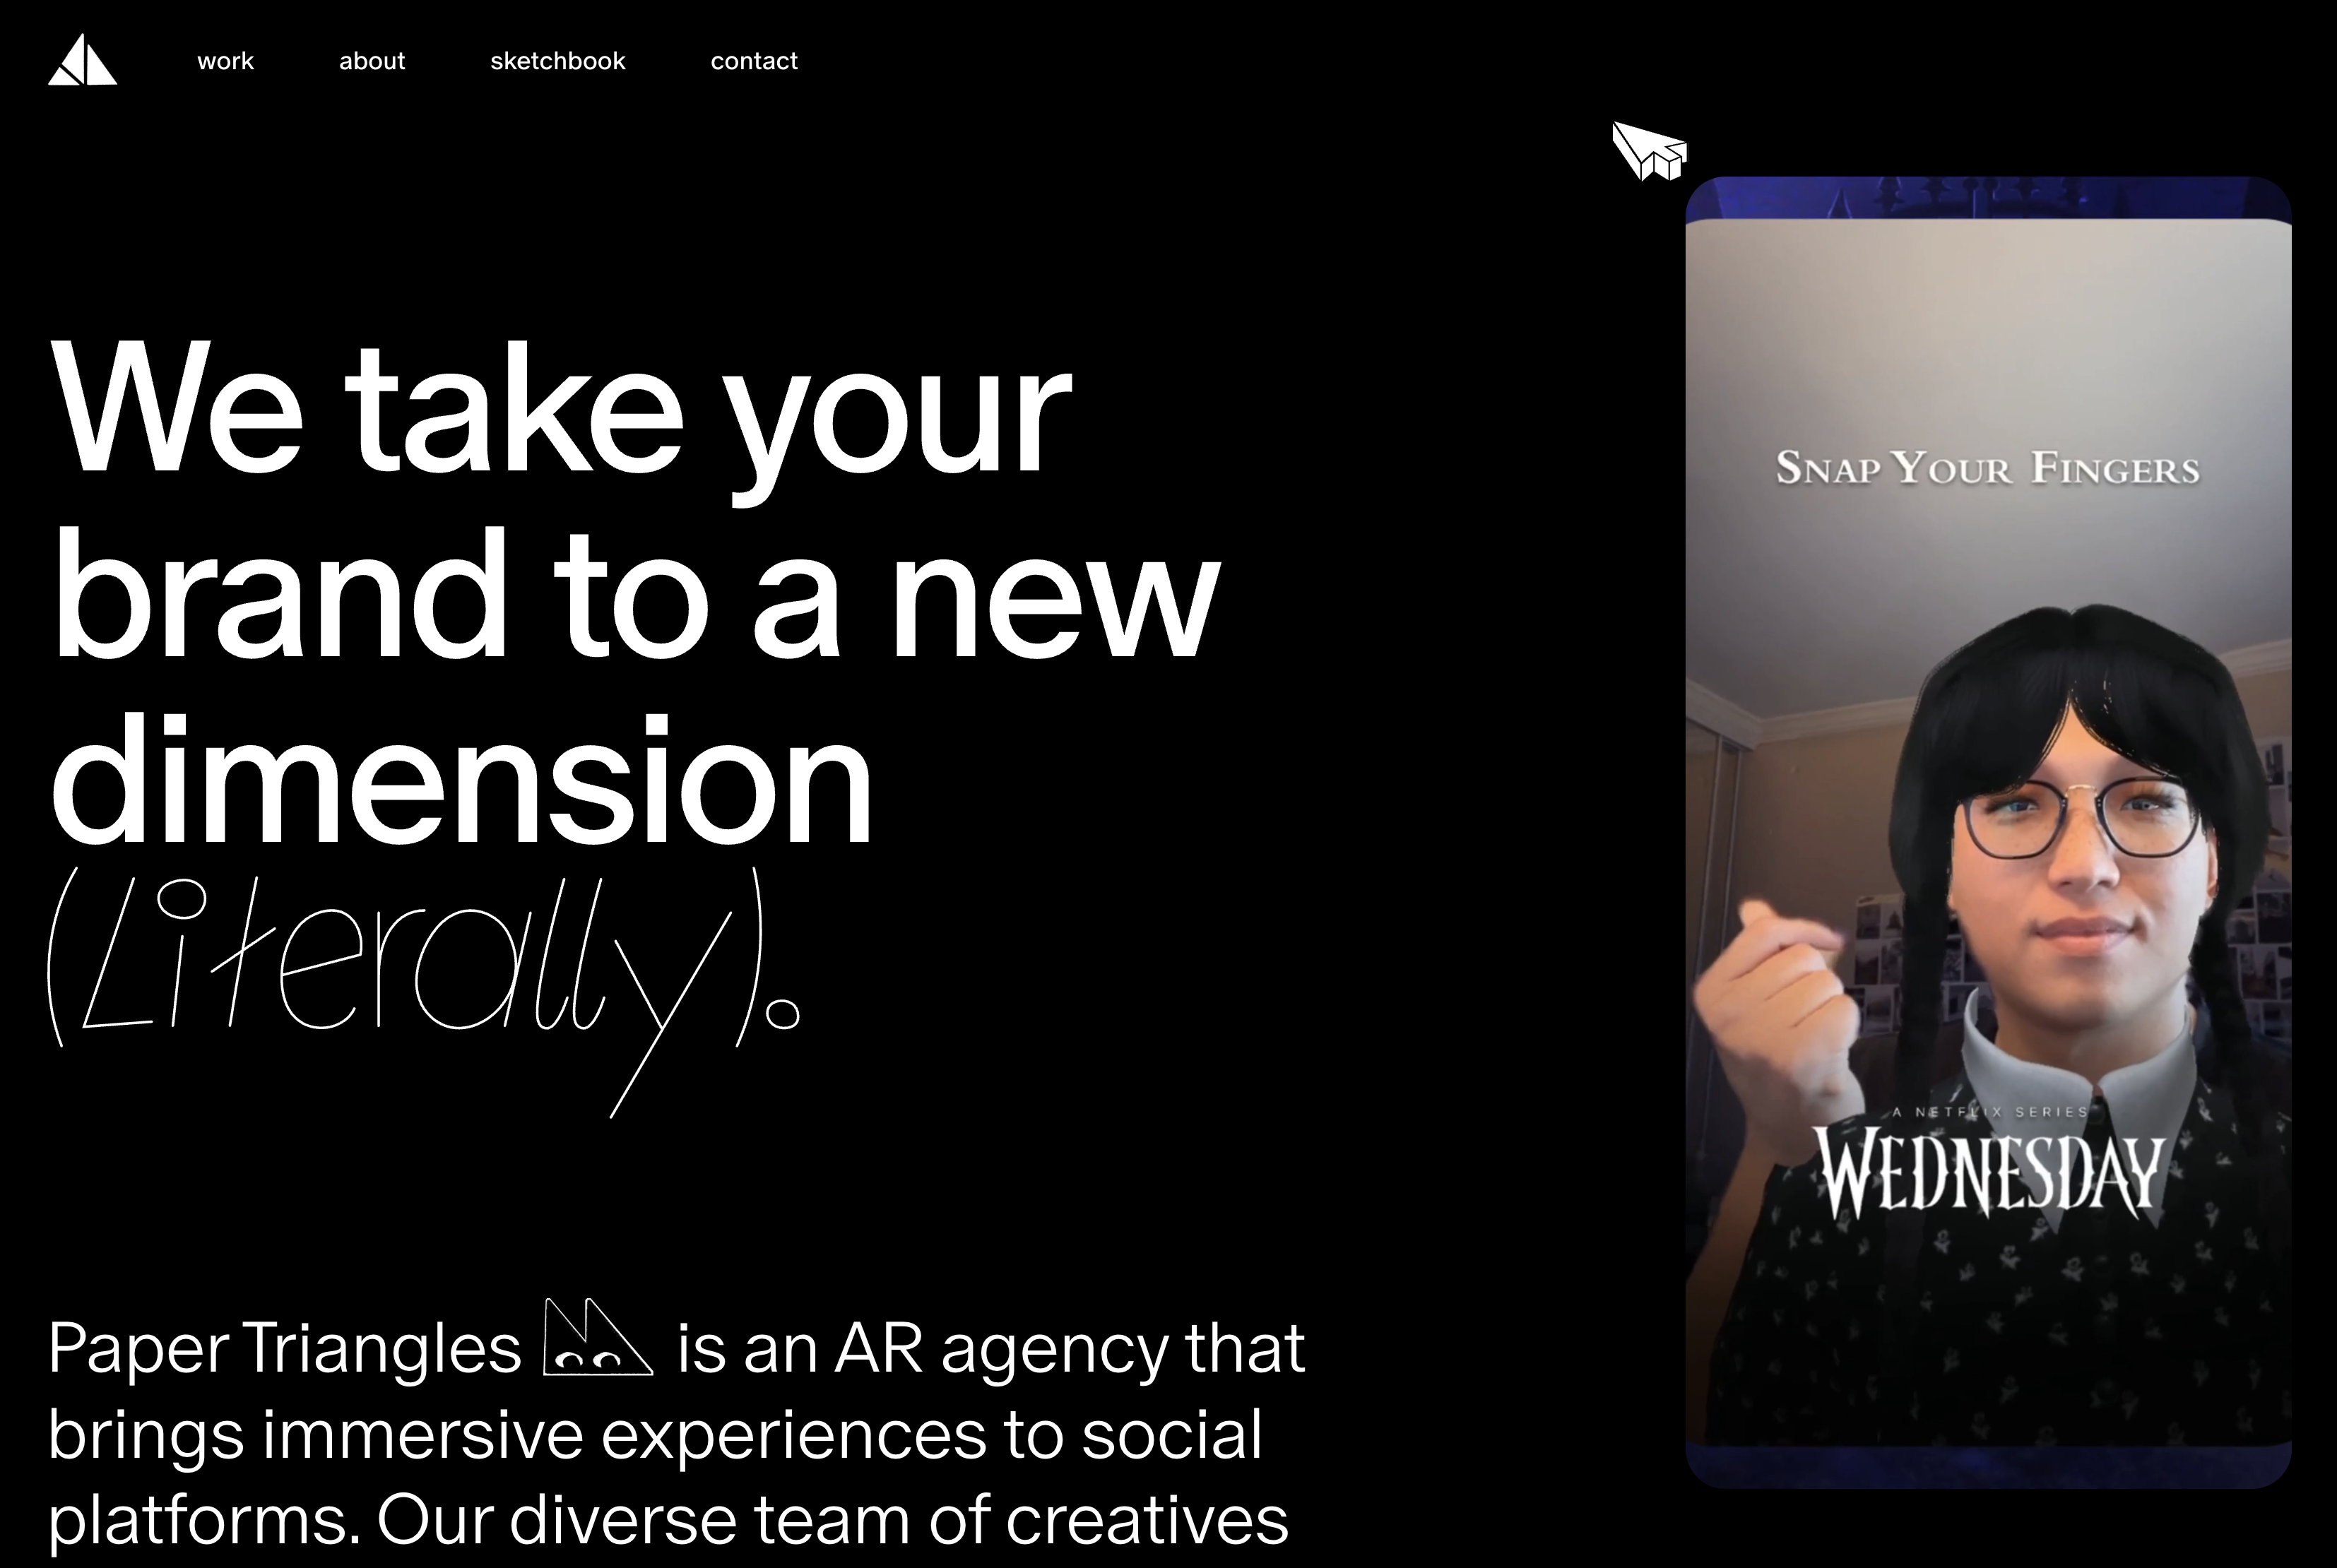 work
about
sketchbook
contact
We take your
brand to a new
dimension
(Literally).
Paper Triangles is an AR agency that
brings immersive experiences to social
platforms. Our diverse team of creatives
SNAP YOUR FINGERS
A NETFLIX SERIES
WEDNESDAY